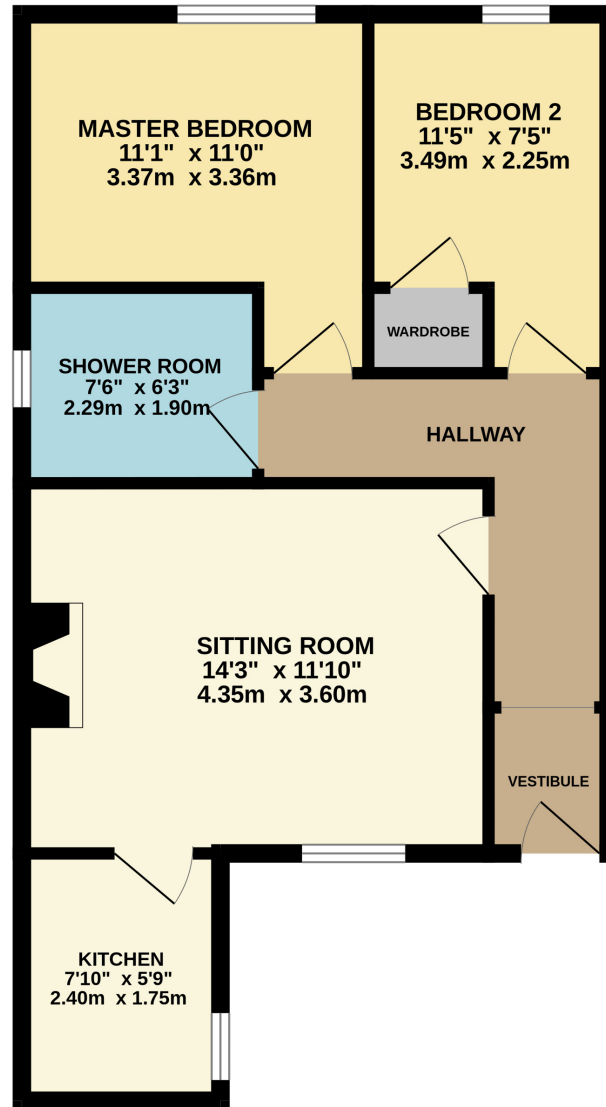 MASTER BEDROOM
11'1" x 11'0"
3.37m x 3.36m
BEDROOM 2
11'5" x 7'5"
3.49m x 2.25m
WARDROBE
SHOWER ROOM
7'6" x 6'3"
2.29m x 1.90m
HALLWAY
SITTING ROOM
14'3" x 11'10"
4.35m x 3.60m
VESTIBULE
KITCHEN
7'10" x 5'9"
2.40m x 1.75m